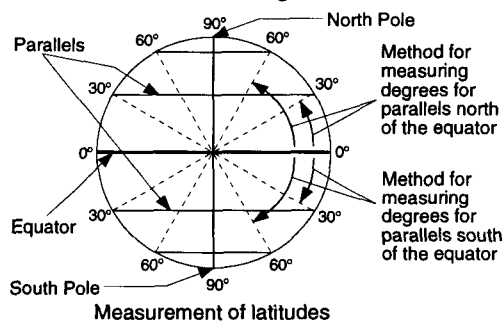 90°
North Pole
Parallels
60°
60°
Method for
measuring
degrees for
parallels north
of the equator
30°
30°
0°
0°
Equator
30°
30°
Method for
measuring
degrees for
parallels south
of the equator
60°
60°
South Pole
90°
Measurement of latitudes